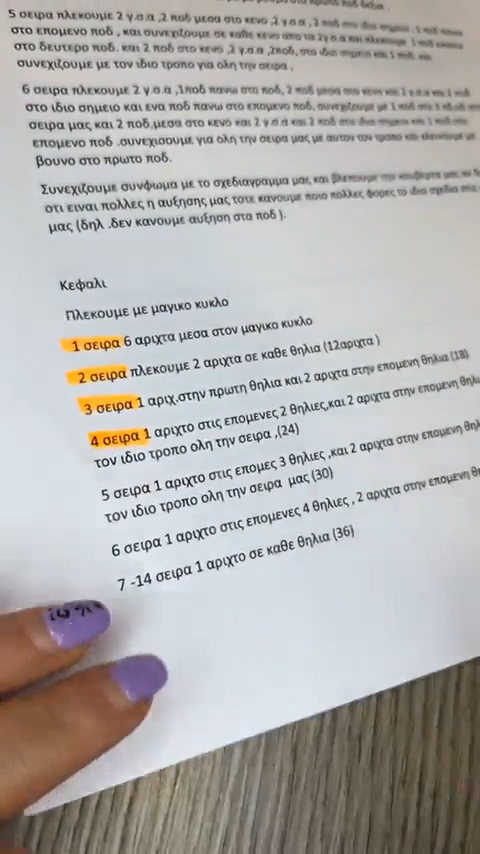 5 σειρα πλεκουμε 2 γ.σ.α ,2 ποδ μεσα στο κενο ,2 γ.σ.α , 2 ποδ στο ιδιο σημειο , 1 ποδ
στο επομενο ποδ , και συνεχιζουμε σε καθε κενο απο τα 2γ.σ.α και πλεκουμε 1 ποδ
στο δευτερο ποδ. και 2 ποδ στο κενο ,2 γ.σ.α ,2ποδ, στο ιδιο σημειο και 1 ποδ. και
συνεχιζουμε με τον ιδιο τροπο για ολη την σειρα .
6 σειρα πλεκουμε 2 γ.σ.α ,1ποδ πανω στο ποδ, 2 ποδ μεσα στο κενο και 2 γ.σ.α και 2 ποδ
στο ιδιο σημειο και ενα ποδ πανω στο επομενο ποδ, συνεχιζουμε με 1 ποδ στε
σειρα μας και 2 ποδ,μεσα στο κενο και 2 γ.σ.α και 2 ποδ στο ιδιο σημεια και 1 ποδ στο
επομενο ποδ .συνεχισουμε για ολη την σειρα μας με αυτον τον τροπο και κλεινουμε με
βουνο στο πρωτο ποδ.
Συνεχιζουμε συνφωμα με το σχεδιαγραμμα μας και βλεπουμε την κουβερτα μας
οτι ειναι πολλες η αυξησης μας τοτε κανουμε ποιο πολλες φορες το ιδιο σχεδιο στις
μας (δηλ .δεν κανουμε αυξηση στα ποδ ).
Κεφαλι
Πλεκουμε με μαγικο κυκλο
1 σειρα 6 αριχτα μεσα στον μαγικο κυκλο
2 σειρα πλεκουμε 2 αριχτα σε καθε θηλια (12αριχτα )
3 σειρα 1 αριχ.στην πρωτη θηλια και 2 αριχτα στην επομενη θηλια (18)
4 σειρα 1 αριχτο στις επομενες 2 θηλιες,και 2 αριχτα στην επομενη
τον ιδιο τροπο ολη την σειρα ,(24)
5 σειρα 1 αριχτο στις επομες 3 θηλιες ,και 2 αριχτα στην επομενη
τον ιδιο τροπο ολη την σειρα μας (30)
6 σειρα 1 αριχτο στις επομενες 4 θηλιες , 2 αριχτα στην επομενη
7 -14 σειρα 1 αριχτο σε καθε θηλια (36)